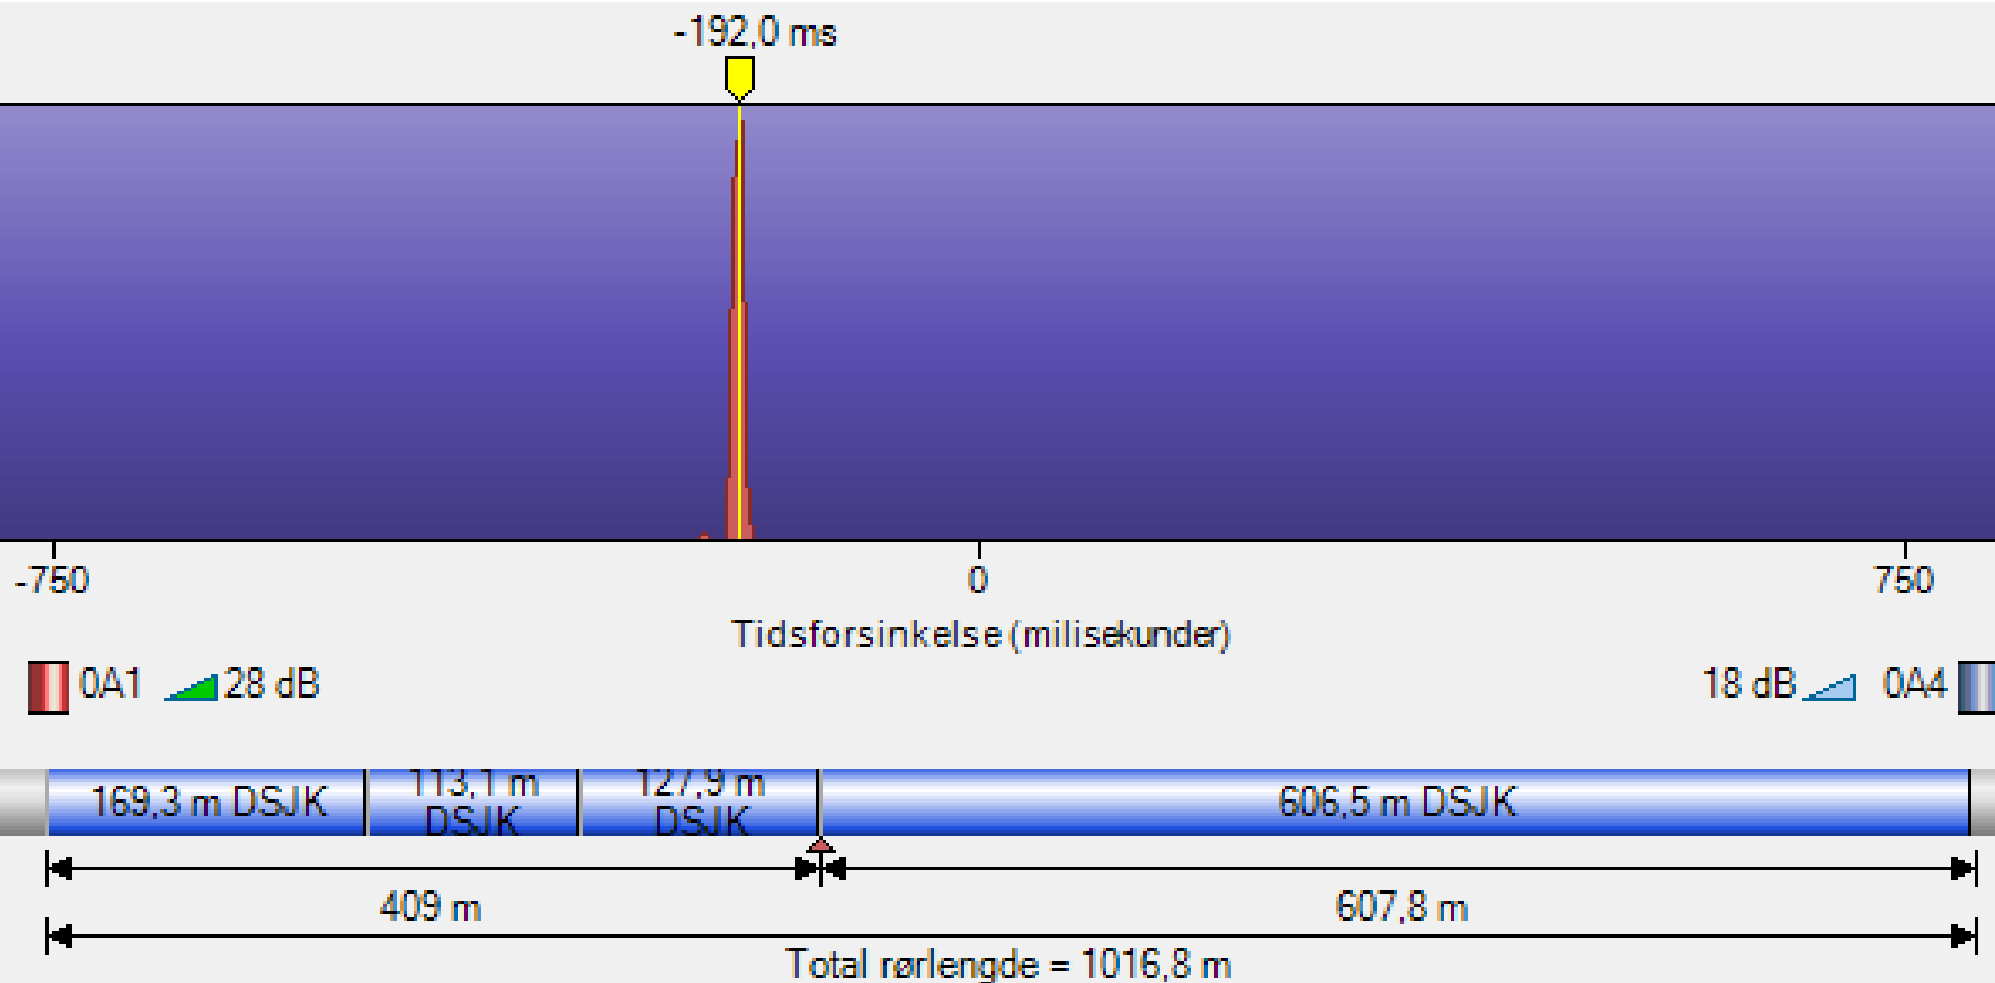 -192,0 ms
-750
0
750
Tidsforsinkelse (milisekunder)
0A1
28 dB
18 dB
0A4
169,3 m DSJK
113,1 m
DSJK
127,9 m
DSJK
606,5 m DSJK
409 m
607,8 m
Total rørlengde = 1016,8 m